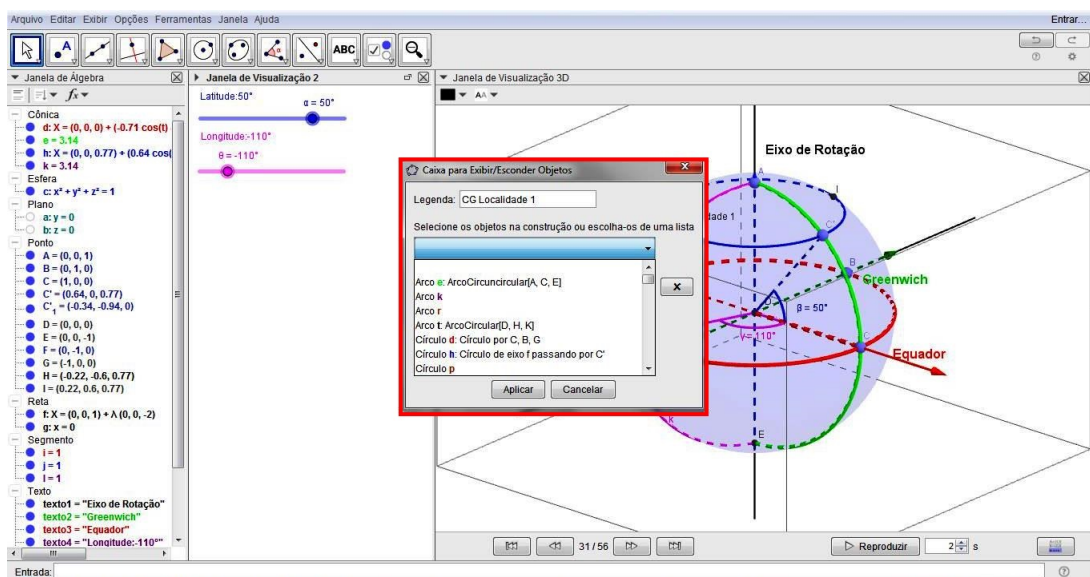 Arquivo Editar Exibir Opções Ferramentas Janela Ajuda
Entrar...
ABC
Janela de Álgebra
Janela de Visualização 2
Janela de Visualização 3D
fx
AA
Cônica
d: X = (0, 0, 0) + (-0.71 cos(t)
e = 3.14
h: X = (0, 0, 0.77) + (0.64 cos(
k = 3.14
Esfera
c: x² + y² + z² = 1
Plano
a: y = 0
b: z = 0
Ponto
A = (0, 0, 1)
B = (0, 1, 0)
C = (1, 0, 0)
C' = (0.64, 0, 0.77)
C'₁ = (-0.34, -0.94, 0)
D = (0, 0, 0)
E = (0, 0, -1)
F = (0, -1, 0)
G = (-1, 0, 0)
H = (-0.22, -0.6, 0.77)
I = (0.22, 0.6, 0.77)
Reta
f: X = (0, 0, 1) + λ (0, 0, -2)
g: x = 0
Segmento
i = 1
j = 1
l = 1
Texto
texto1 = "Eixo de Rotação"
texto2 = "Greenwich"
texto3 = "Equador"
texto4 = "Longitude:-110°"
Latitude:50°
α = 50°
Longitude:-110°
θ = -110°
Caixa para Exibir/Esconder Objetos
Legenda: CG Localidade 1
Selecione os objetos na construção ou escolha-os de uma lista
Arco e: ArcoCircuncircular[A, C, E]
Arco k
Arco r
Arco t: ArcoCircular[D, H, K]
Círculo d: Círculo por C, B, G
Círculo h: Círculo de eixo f passando por C'
Círculo p
Aplicar
Cancelar
Eixo de Rotação
A
I
dade 1
C'
B
Greenwich
D
β = 50°
γ = 110°
C
Equador
k
E
31 / 56
Reproduzir
2 s
Entrada: